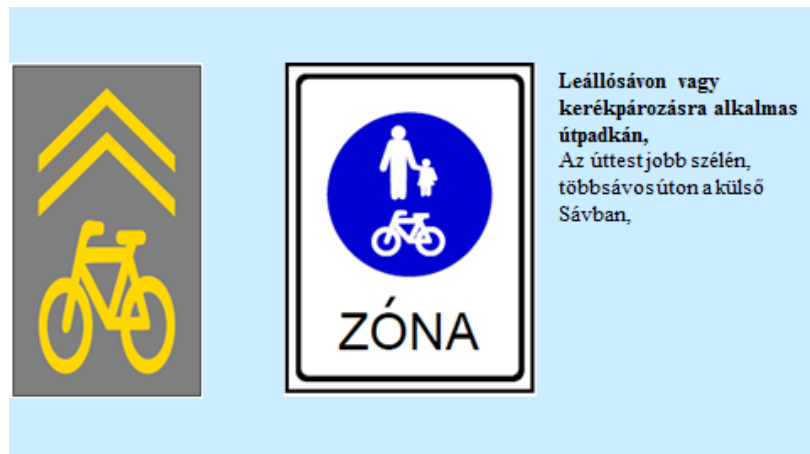 ZÓNA
Leállósávon vagy
kerékpározásra alkalmas
útpadkán,
Az úttest jobb szélén,
többsávos úton a külső
Sávban,